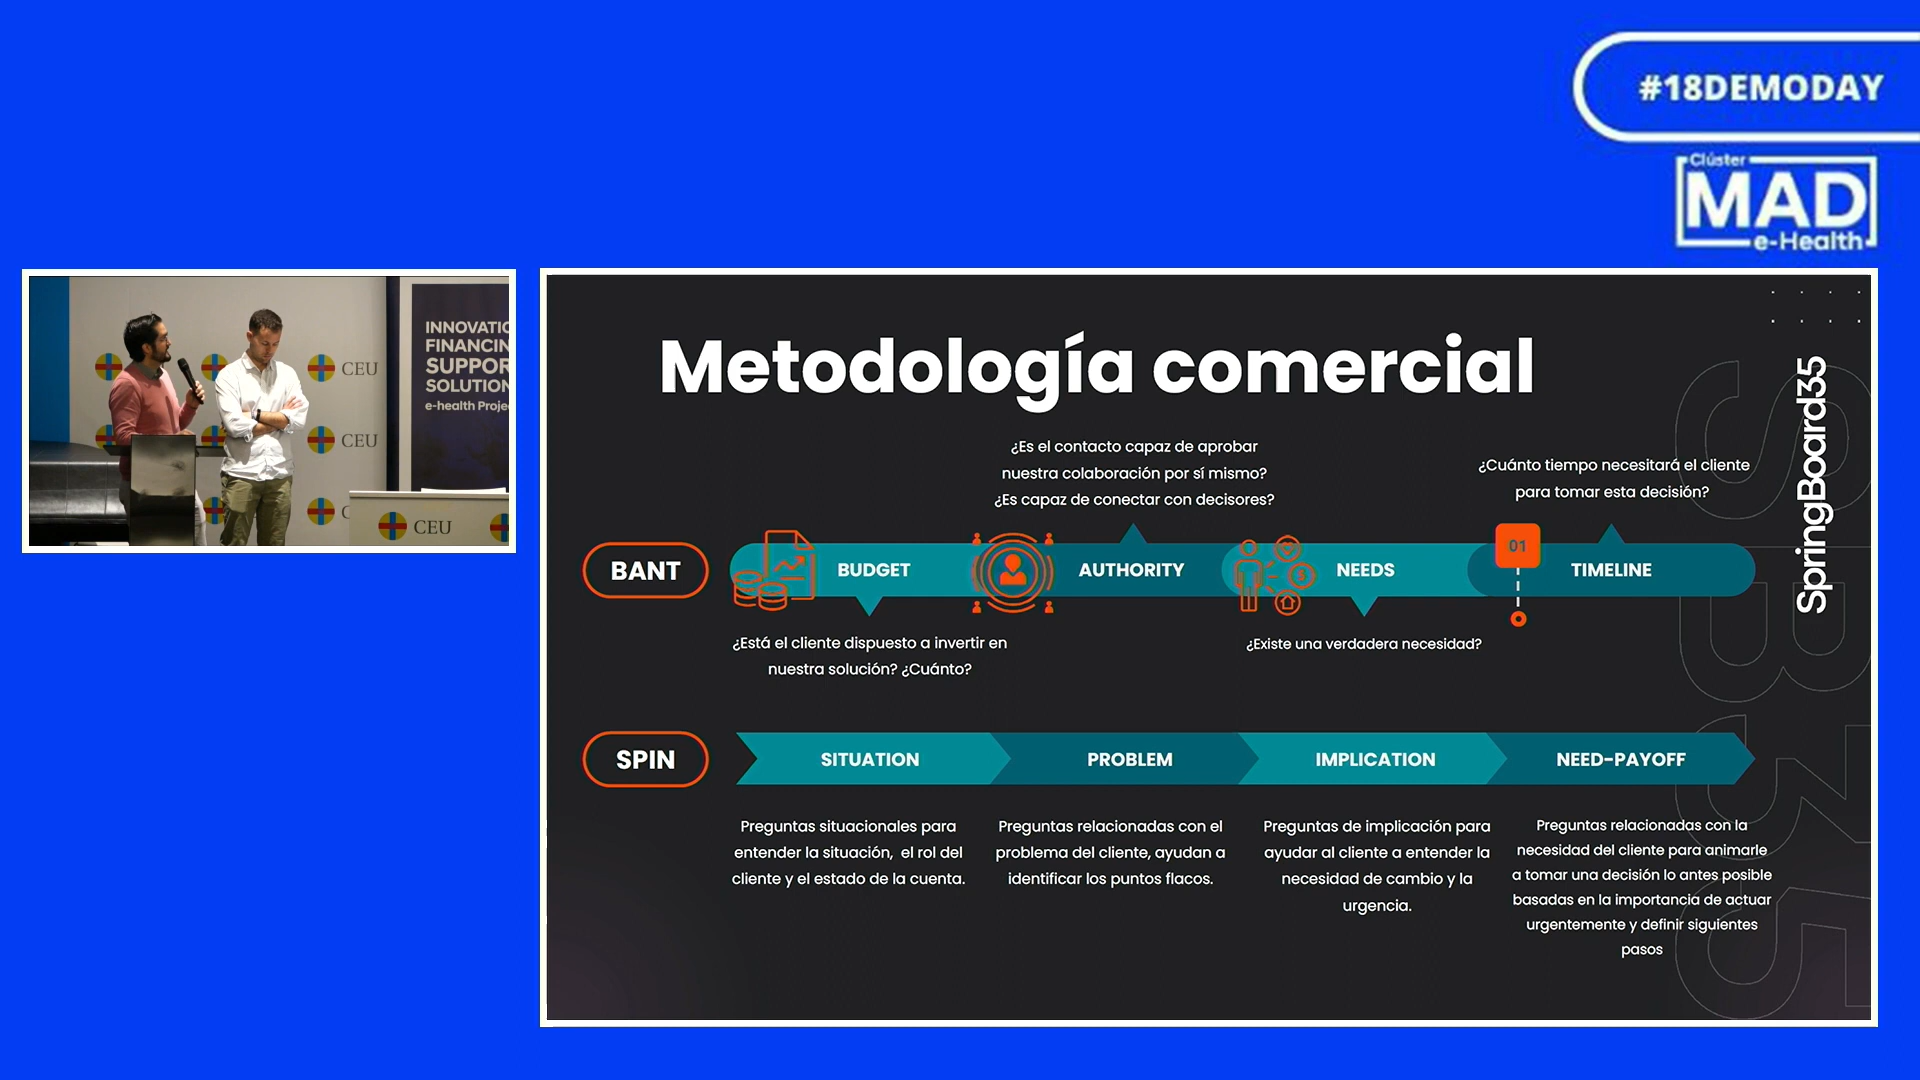 #18DEMODAY
Clúster
MAD
e-Health
CEU
CEU
CEU
INNOVATIO
FINANCIN
SUPPOR
SOLUTION
e-health Proje
Metodología comercial
SpringBoard35
¿Es el contacto capaz de aprobar
nuestra colaboración por sí mismo?
¿Es capaz de conectar con decisores?
¿Cuánto tiempo necesitará el cliente
para tomar esta decisión?
BANT
BUDGET
AUTHORITY
NEEDS
01
TIMELINE
¿Está el cliente dispuesto a invertir en
nuestra solución? ¿Cuánto?
¿Existe una verdadera necesidad?
SPIN
SITUATION
PROBLEM
IMPLICATION
NEED-PAYOFF
Preguntas situacionales para
entender la situación, el rol del
cliente y el estado de la cuenta.
Preguntas relacionadas con el
problema del cliente, ayudan a
identificar los puntos flacos.
Preguntas de implicación para
ayudar al cliente a entender la
necesidad de cambio y la
urgencia.
Preguntas relacionadas con la
necesidad del cliente para animarle
a tomar una decisión lo antes posible
basadas en la importancia de actuar
urgentemente y definir siguientes
pasos
SB35